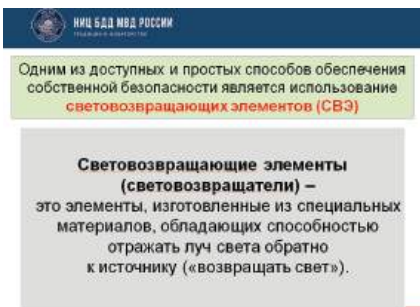 НИЦ БДД МВД РОССИИ
Одним из доступных и простых способов обеспечения
собственной безопасности является использование
световозвращающих элементов (СВЭ)
Световозвращающие элементы
(световозвращатели) –
это элементы, изготовленные из специальных
материалов, обладающих способностью
отражать луч света обратно
к источнику («возвращать свет»).